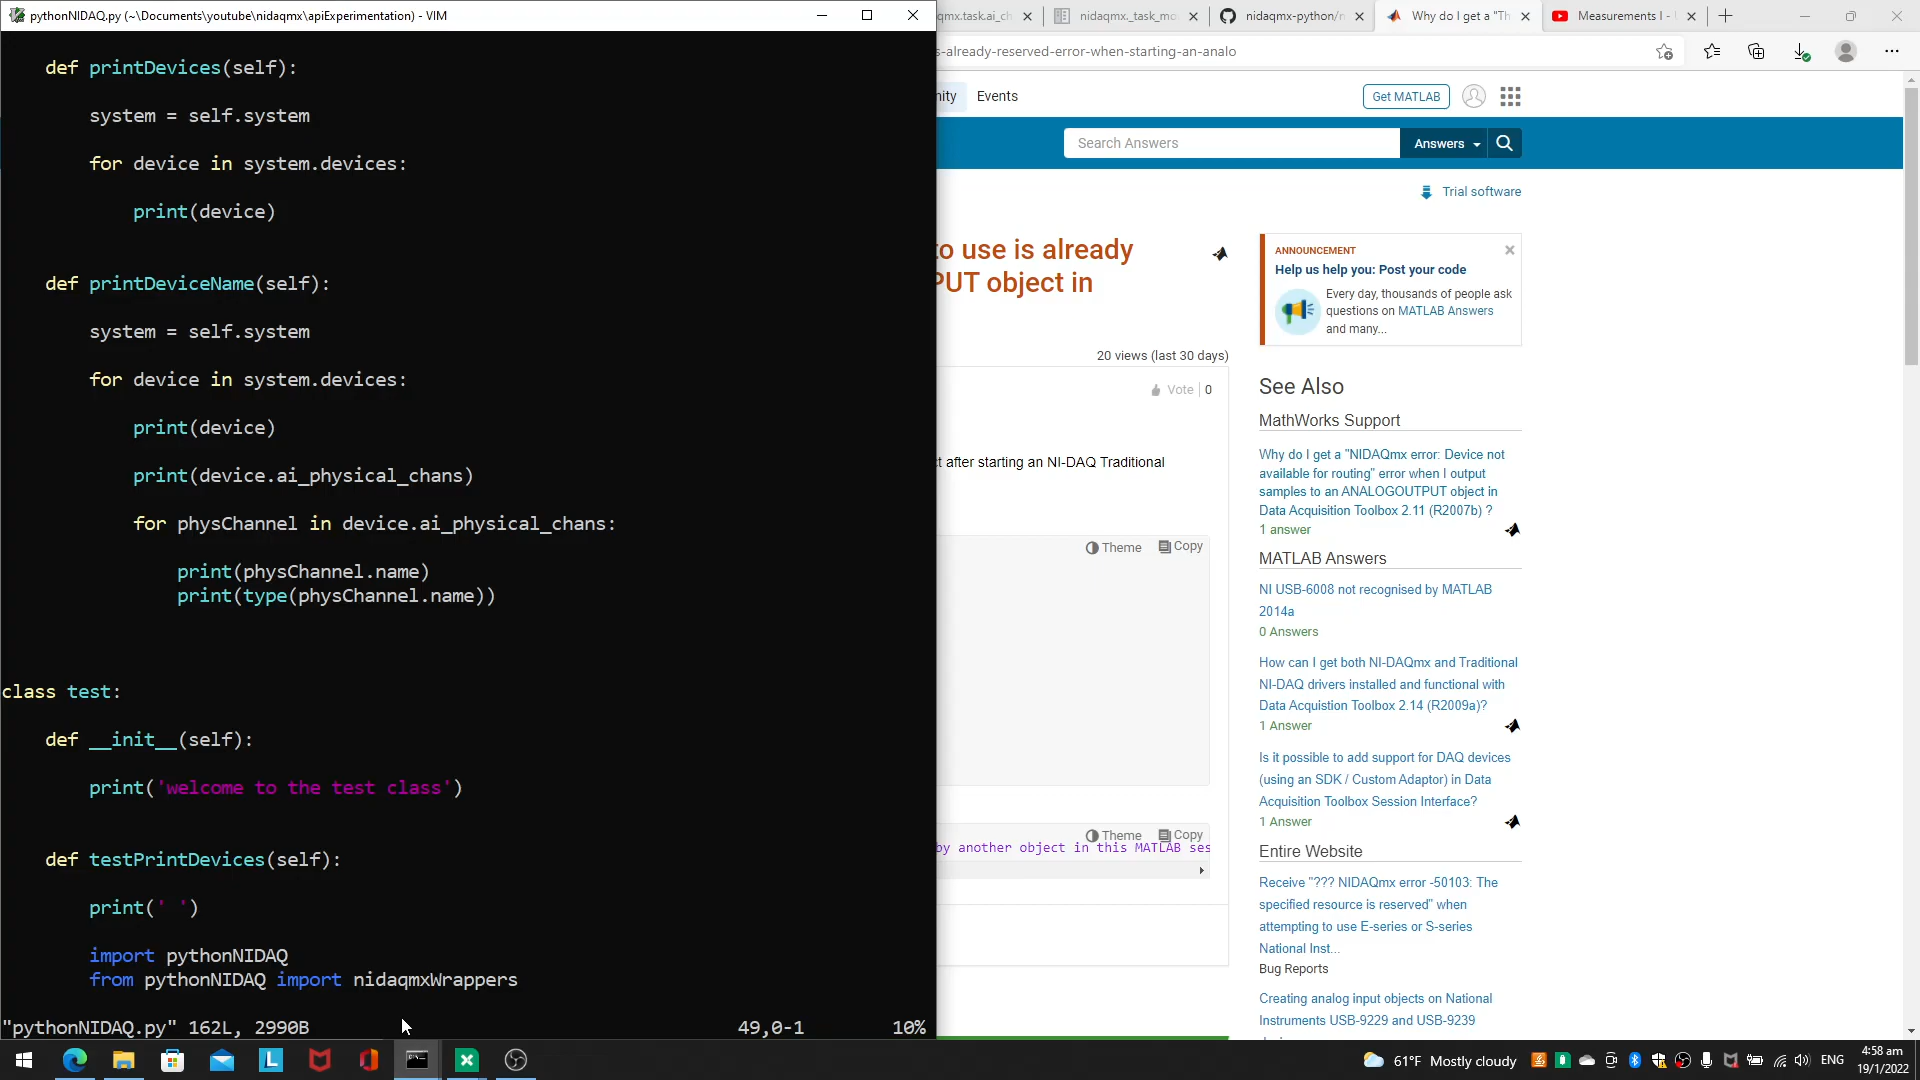 pythonNIDAQ.py (~\Documents\youtube\nidaqmx\apiExperimentation) - VIM
def printDevices(self):
system = self.system
for device in system.devices:
print(device)
def printDeviceName(self):
system = self.system
for device in system.devices:
print(device)
print(device.ai_physical_chans)
for physChannel in device.ai_physical_chans:
print(physChannel.name)
print(type(physChannel.name))
class test:
def __init__(self):
print('welcome to the test class')
def testPrintDevices(self):
print(' ')
import pythonNIDAQ
from pythonNIDAQ import nidaqmxWrappers
"pythonNIDAQ.py" 162L, 2990B 49,0-1 10%
qmx.task.ai_ch
nidaqmx._task_mo
nidaqmx-python/n
Why do I get a "Th
Measurements I -
s-already-reserved-error-when-starting-an-analo
nity
Events
Get MATLAB
Search Answers
Answers
Trial software
to use is already
PUT object in
20 views (last 30 days)
Vote 0
t after starting an NI-DAQ Traditional
Theme Copy
Theme Copy
by another object in this MATLAB ses
ANNOUNCEMENT
Help us help you: Post your code
Every day, thousands of people ask
questions on MATLAB Answers
and many...
See Also
MathWorks Support
Why do I get a "NIDAQmx error: Device not
available for routing" error when I output
samples to an ANALOGOUTPUT object in
Data Acquisition Toolbox 2.11 (R2007b) ?
1 answer
MATLAB Answers
NI USB-6008 not recognised by MATLAB
2014a
0 Answers
How can I get both NI-DAQmx and Traditional
NI-DAQ drivers installed and functional with
Data Acquistion Toolbox 2.14 (R2009a)?
1 Answer
Is it possible to add support for DAQ devices
(using an SDK / Custom Adaptor) in Data
Acquisition Toolbox Session Interface?
1 Answer
Entire Website
Receive "??? NIDAQmx error -50103: The
specified resource is reserved" when
attempting to use E-series or S-series
National Inst...
Bug Reports
Creating analog input objects on National
Instruments USB-9229 and USB-9239
61°F Mostly cloudy
ENG
4:58 am
19/1/2022